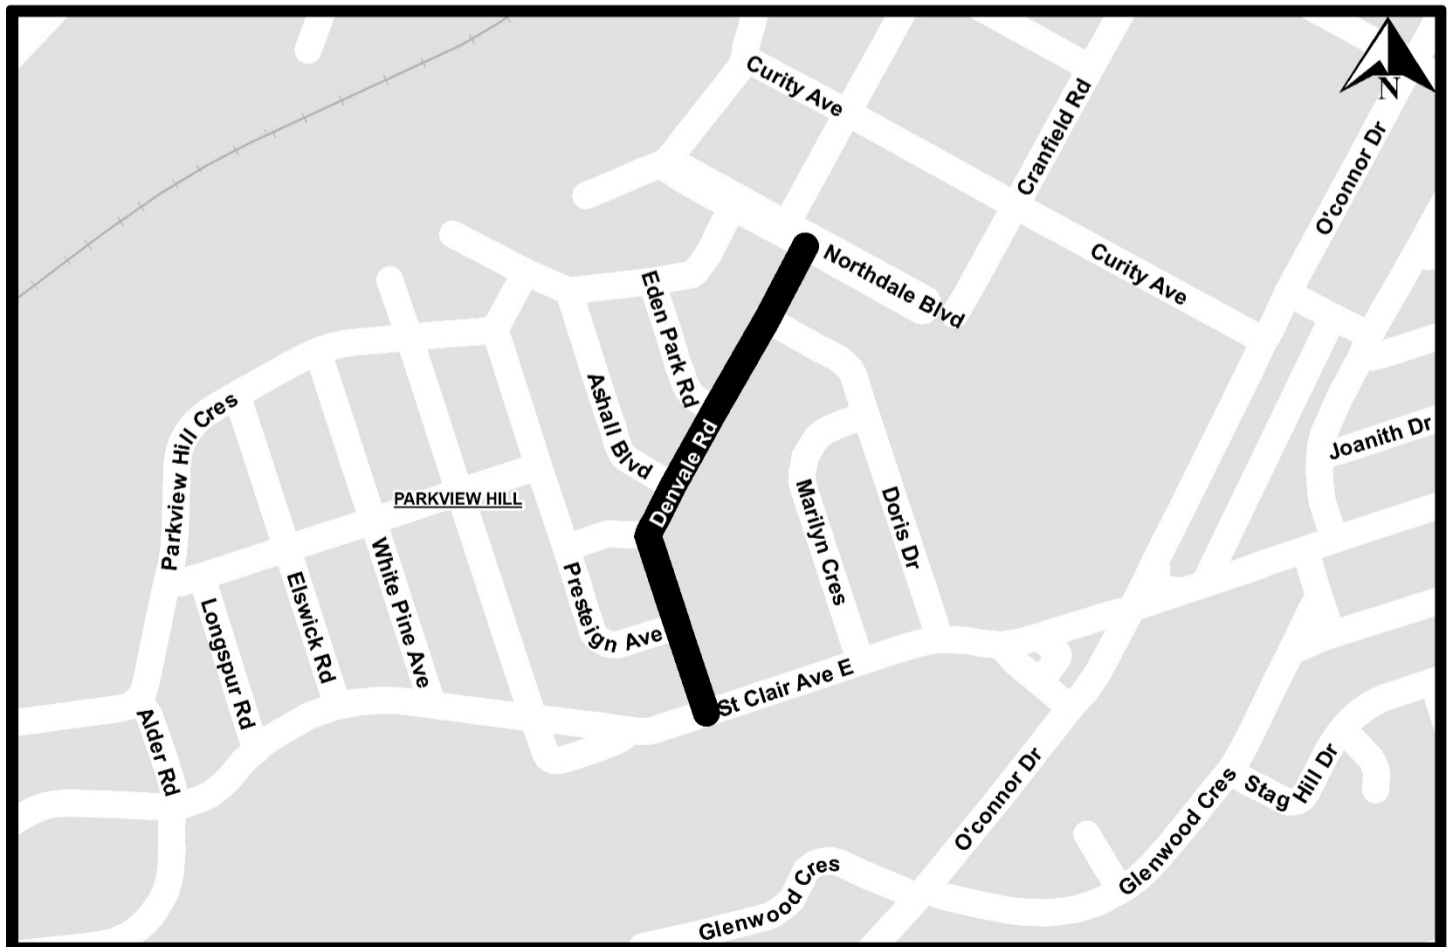 Curity Ave
N
Cranfield Rd
O'connor Dr
Northdale Blvd
Curity Ave
Eden Park Rd
Ashall Blvd
Parkview Hill Cres
Denvale Rd
Joanith Dr
PARKVIEW HILL
Marilyn Cres
Doris Dr
White Pine Ave
Presteign Ave
Elswick Rd
Longspur Rd
St Clair Ave E
Alder Rd
O'connor Dr
Stag Hill Dr
Glenwood Cres
Glenwood Cres